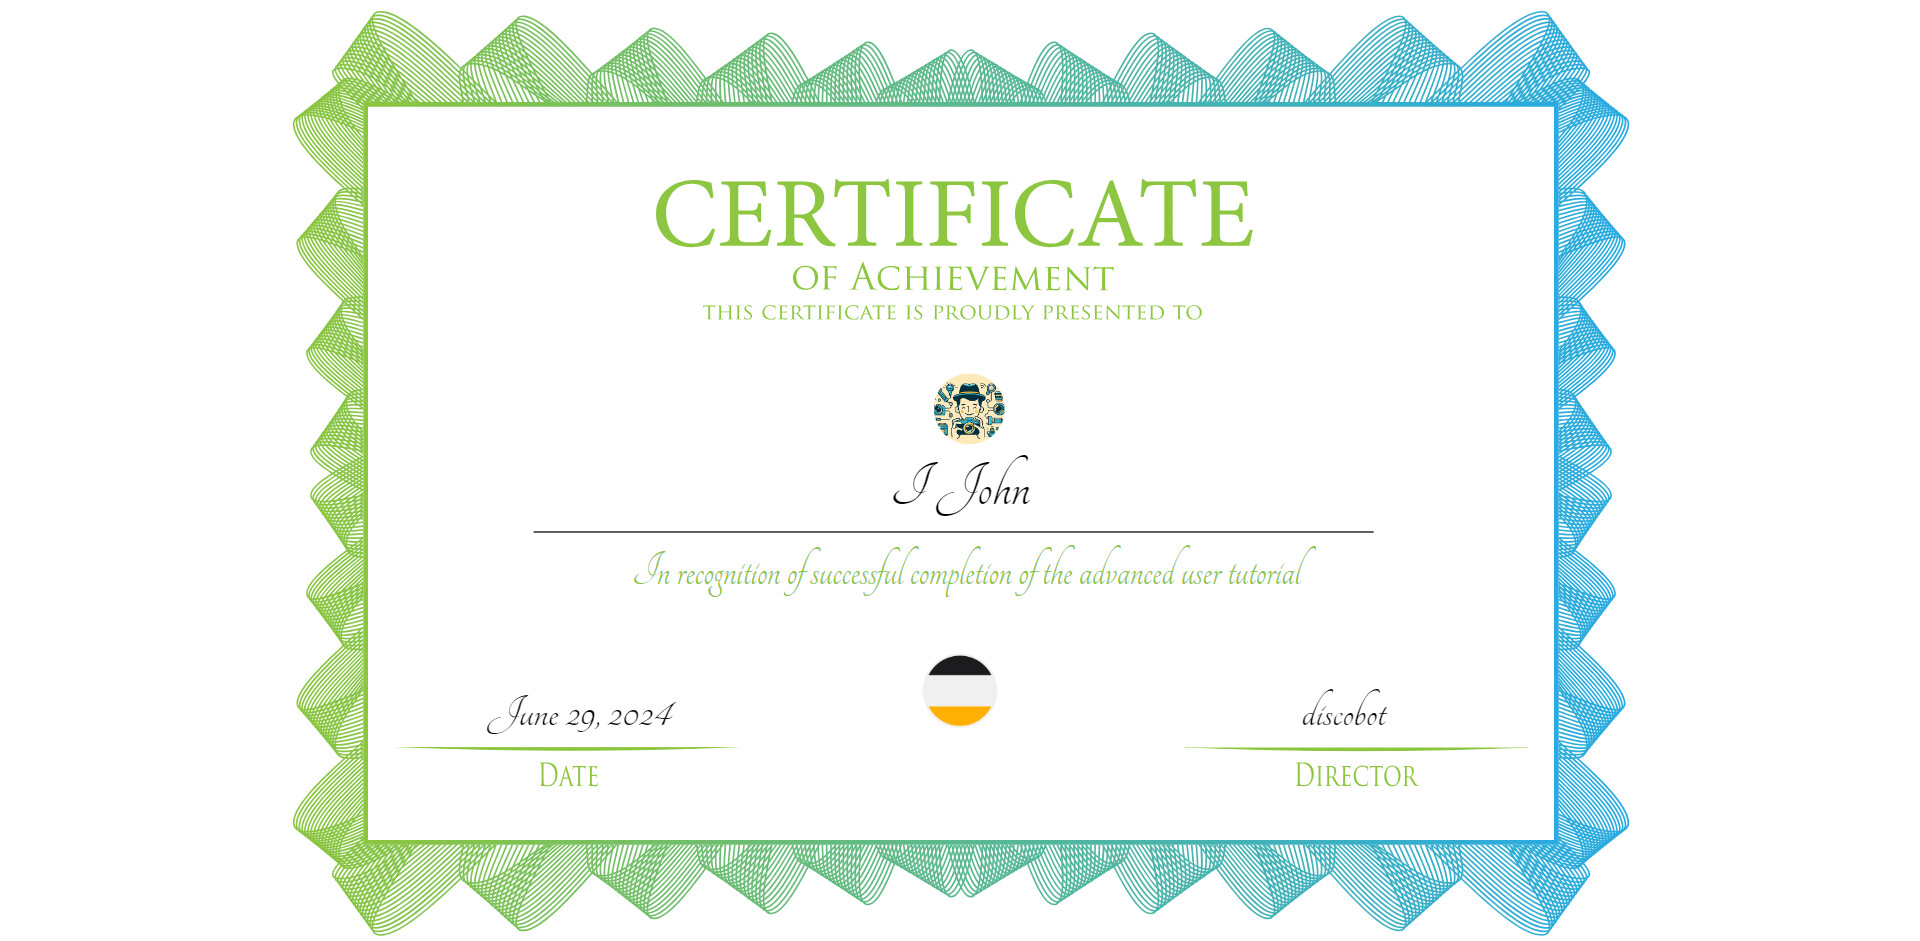 CERTIFICATE
OF ACHIEVEMENT
THIS CERTIFICATE IS PROUDLY PRESENTED TO
I John
In recognition of successful completion of the advanced user tutorial
June 29, 2024
DATE
discobot
DIRECTOR